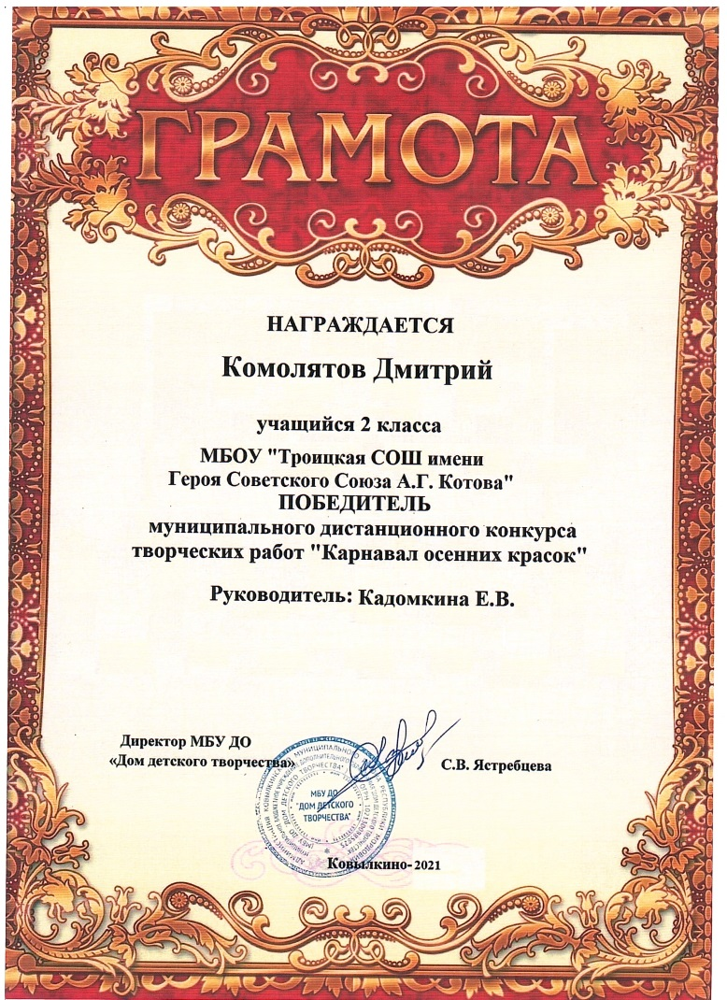 ГРАМОТА
НАГРАЖДАЕТСЯ
Комолятов Дмитрий
учащийся 2 класса
МБОУ "Троицкая СОШ имени
Героя Советского Союза А.Г. Котова"
ПОБЕДИТЕЛЬ
муниципального дистанционного конкурса
творческих работ "Карнавал осенних красок"
Руководитель: Кадомкина Е.В.
Директор МБУ ДО
«Дом детского творчества»
С.В. Ястребцева
МБУ ДО
"ДОМ ДЕТСКОГО
ТВОРЧЕСТВА"
Ковылкино- 2021